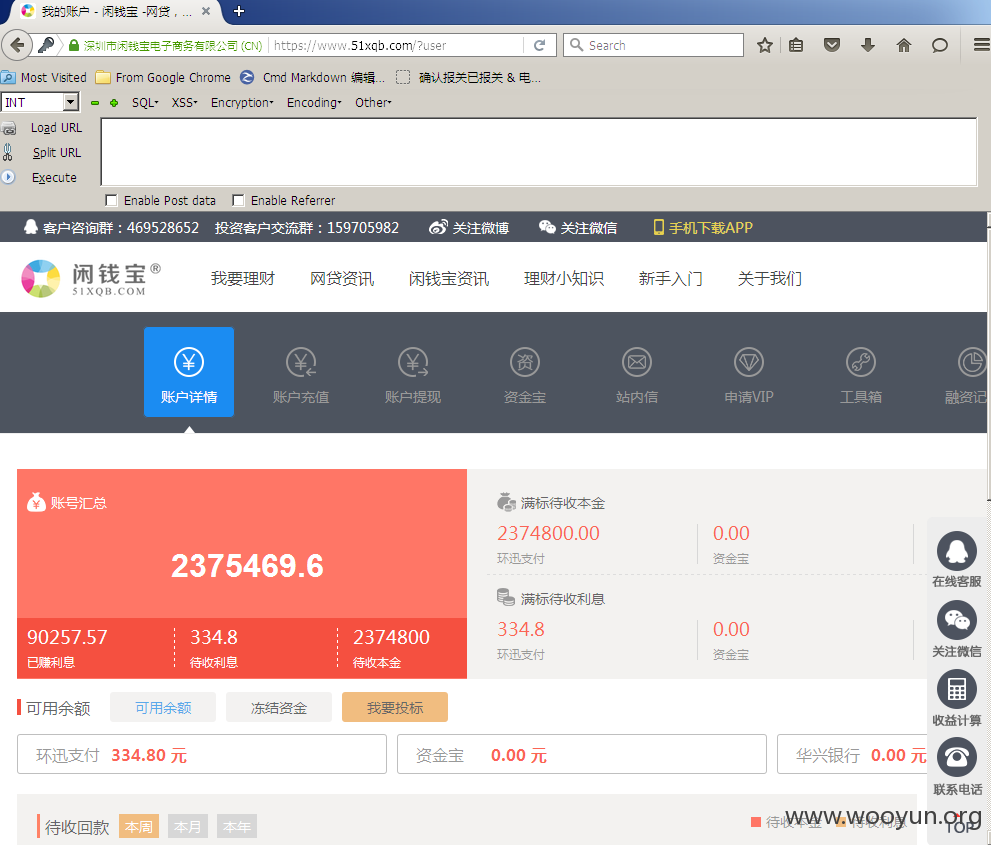 我的账户 - 闲钱宝 -网贷，...
深圳市闲钱宝电子商务有限公司 (CN) https://www.51xqb.com/?user Search
Most Visited From Google Chrome Cmd Markdown 编辑... 确认报关已报关 & 电...
INT SQL XSS Encryption Encoding Other
Load URL
Split URL
Execute
Enable Post data Enable Referrer
客户咨询群：469528652 投资客户交流群：159705982 关注微博 关注微信 手机下载APP
闲钱宝®
51XQB.COM
我要理财 网贷资讯 闲钱宝资讯 理财小知识 新手入门 关于我们
账户详情 账户充值 账户提现 资金宝 站内信 申请VIP 工具箱 融资记
账号汇总
2375469.6
90257.57 334.8 2374800
已赚利息 待收利息 待收本金
满标待收本金
2374800.00 0.00
环迅支付 资金宝
满标待收利息
334.8 0.00
环迅支付 资金宝
在线客服
关注微信
收益计算
联系电话
TOP
可用余额 可用余额 冻结资金 我要投标
环迅支付 334.80 元 资金宝 0.00 元 华兴银行 0.00 元
待收回款 本周 本月 本年 待收本金 待收利息
www.wooyun.org